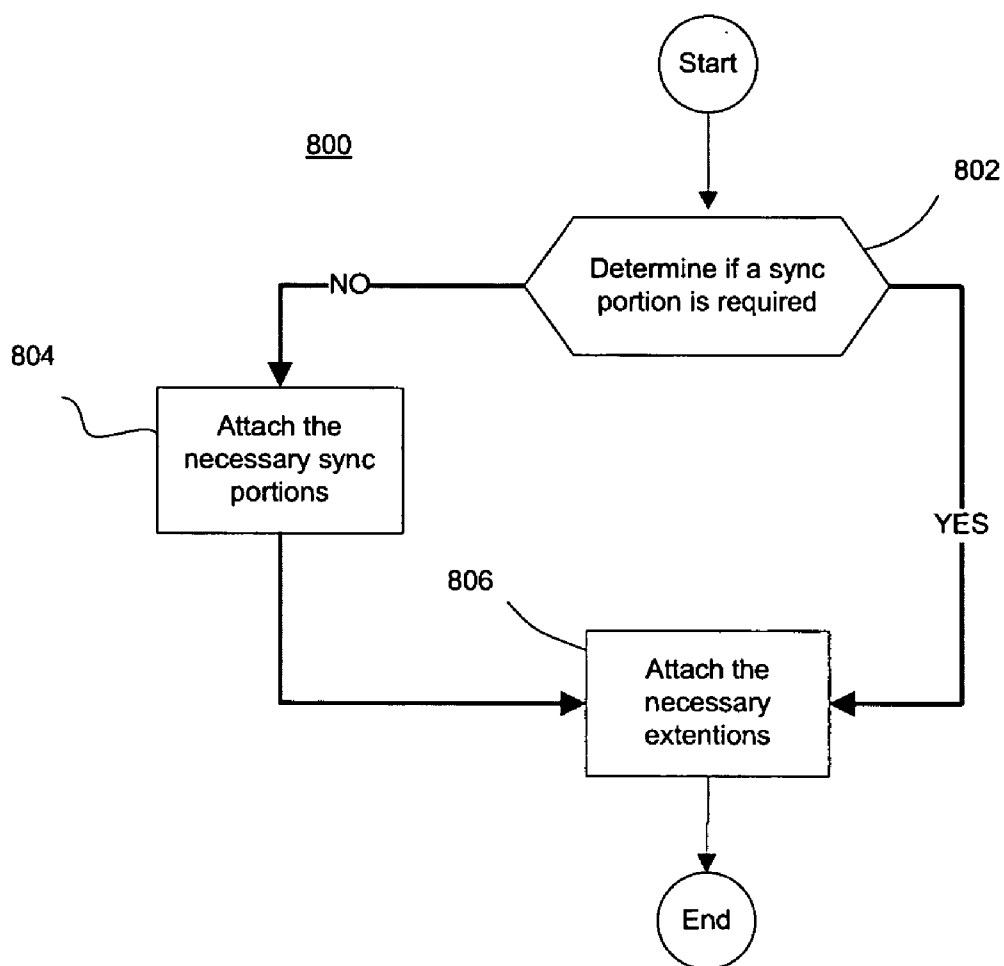 Start
800
802
Determine if a sync
portion is required
NO
804
Attach the
necessary sync
portions
YES
806
Attach the
necessary
extentions
End